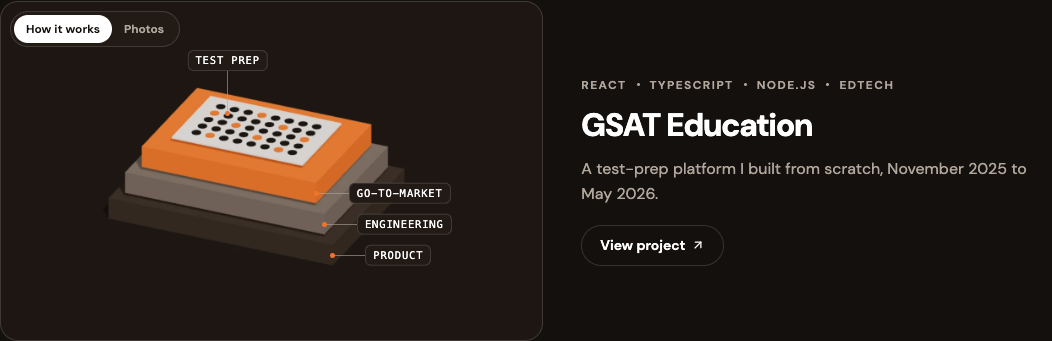 How it works
Photos
TEST PREP
GO-TO-MARKET
ENGINEERING
PRODUCT
REACT • TYPESCRIPT • NODE.JS • EDTECH
GSAT Education
A test-prep platform I built from scratch, November 2025 to
May 2026.
View project ↗